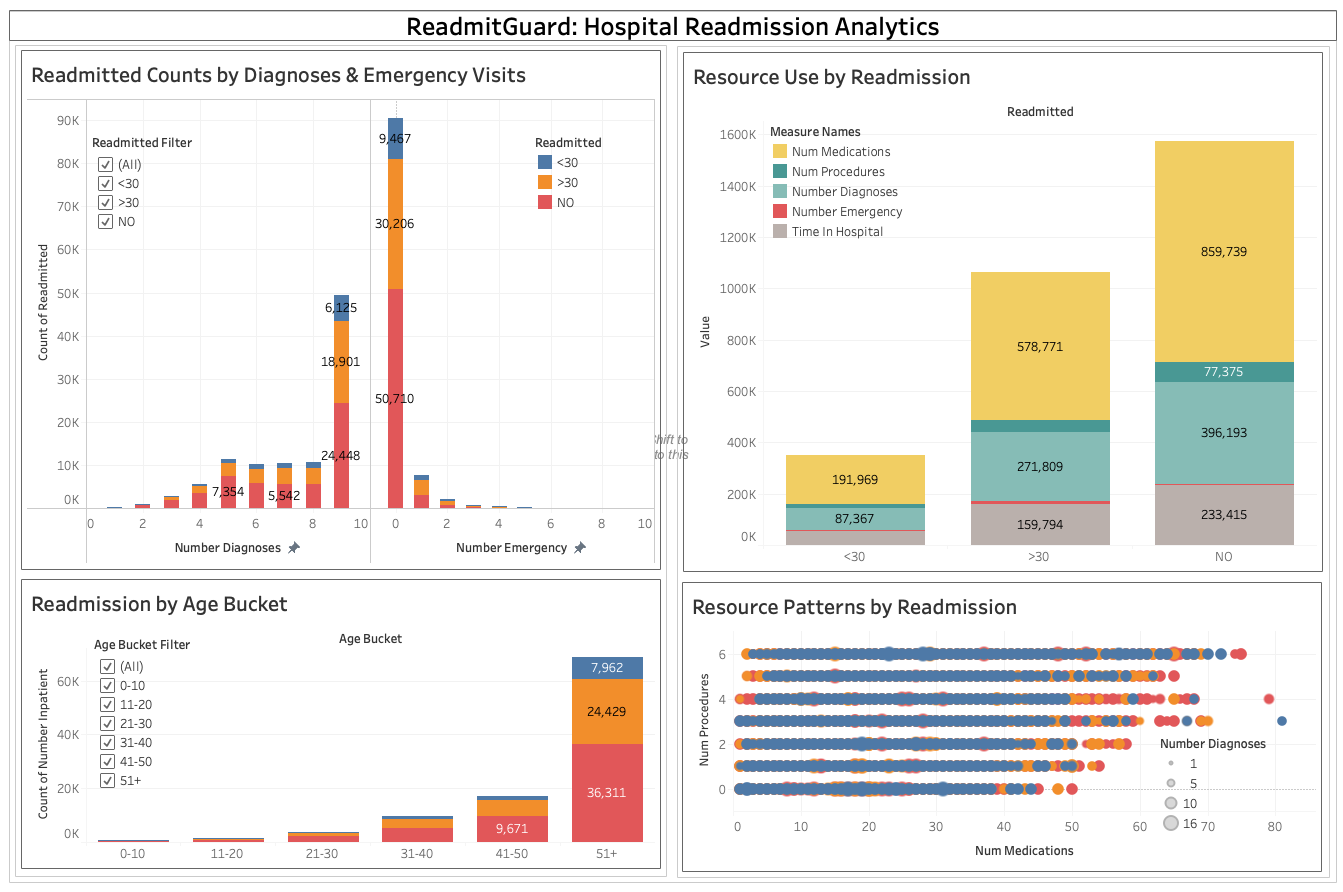 ReadmitGuard: Hospital Readmission Analytics
Readmitted Counts by Diagnoses & Emergency Visits
Readmitted Filter
(All)
<30
>30
NO
Readmitted
<30
>30
NO
Count of Readmitted
90K
80K
70K
60K
50K
40K
30K
20K
10K
0K
7,354
5,542
6,125
18,901
24,448
9,467
30,206
50,710
0 2 4 6 8 10
0 2 4 6 8 10
Number Diagnoses
Number Emergency
to
to this
Resource Use by Readmission
Readmitted
Measure Names
Num Medications
Num Procedures
Number Diagnoses
Number Emergency
Time In Hospital
Value
1600K
1400K
1200K
1000K
800K
600K
400K
200K
0K
191,969
87,367
578,771
271,809
159,794
859,739
77,375
396,193
233,415
<30 >30 NO
Readmission by Age Bucket
Age Bucket
Age Bucket Filter
(All)
0-10
11-20
21-30
31-40
41-50
51+
Count of Number Inpatient
60K
40K
20K
0K
9,671
7,962
24,429
36,311
0-10 11-20 21-30 31-40 41-50 51+
Resource Patterns by Readmission
Num Procedures
6
4
2
0
Number Diagnoses
1
5
10
16
0 10 20 30 40 50 60 70 80
Num Medications